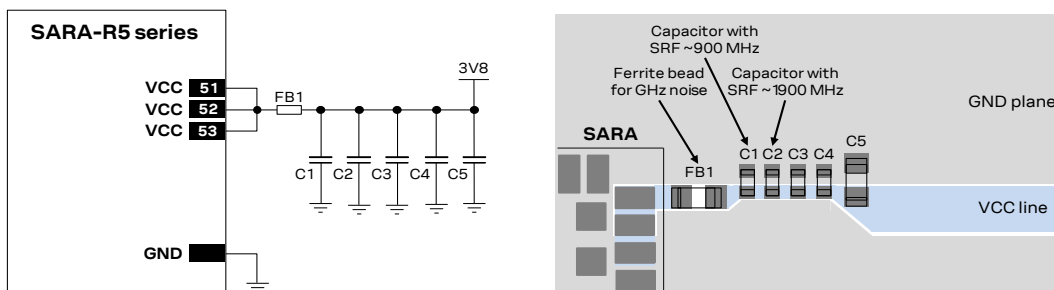 SARA-R5 series
VCC 51
VCC 52
VCC 53
FB1
3V8
C1 C2 C3 C4 C5
GND
Capacitor with
SRF ~900 MHz
Ferrite bead
for GHz noise
Capacitor with
SRF ~1900 MHz
GND plane
SARA
FB1
C1 C2 C3 C4 C5
VCC line